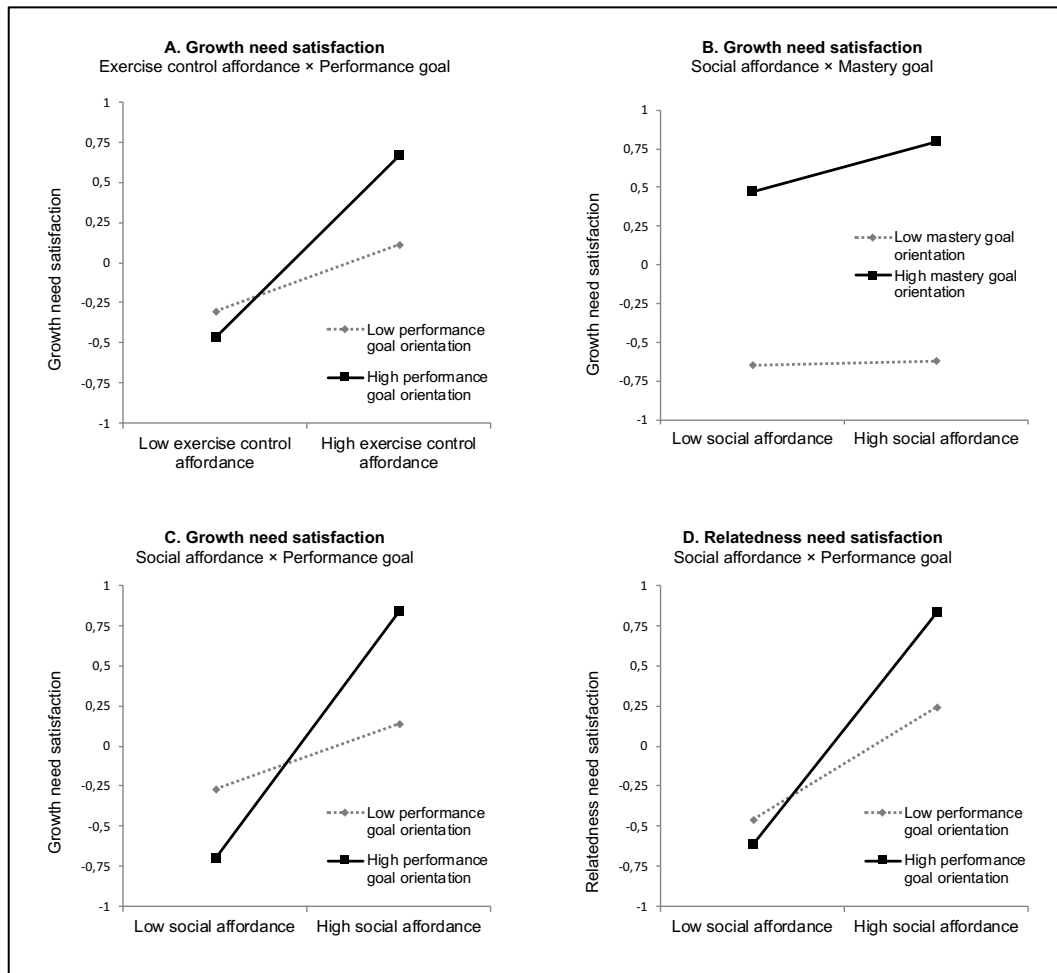 A. Growth need satisfaction
Exercise control affordance × Performance goal
1
0,75
0,5
0,25
0
-0,25
-0,5
-0,75
-1
Growth need satisfaction
Low performance
goal orientation
High performance
goal orientation
Low exercise control
affordance
High exercise control
affordance
B. Growth need satisfaction
Social affordance × Mastery goal
1
0,75
0,5
0,25
0
-0,25
-0,5
-0,75
-1
Growth need satisfaction
Low mastery goal
orientation
High mastery goal
orientation
Low social affordance
High social affordance
C. Growth need satisfaction
Social affordance × Performance goal
1
0,75
0,5
0,25
0
-0,25
-0,5
-0,75
-1
Growth need satisfaction
Low performance
goal orientation
High performance
goal orientation
Low social affordance
High social affordance
D. Relatedness need satisfaction
Social affordance × Performance goal
1
0,75
0,5
0,25
0
-0,25
-0,5
-0,75
-1
Relatedness need satisfaction
Low performance
goal orientation
High performance
goal orientation
Low social affordance
High social affordance